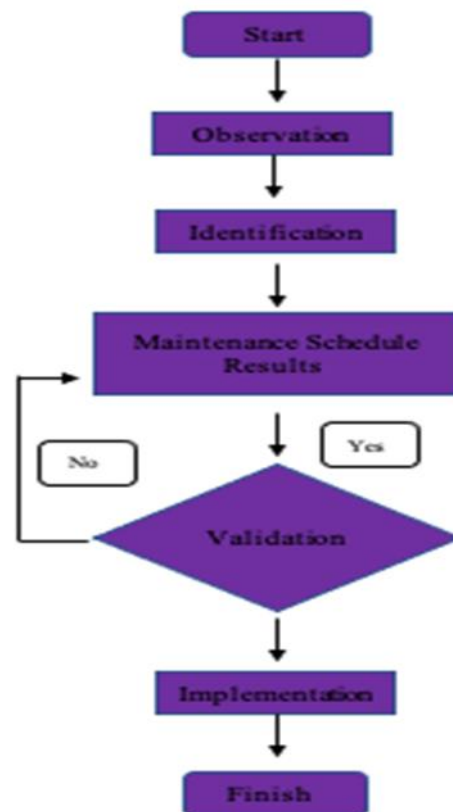 Start
Observation
Identification
Maintenance Schedule
Results
Yes
No
Validation
Implementation
Finish